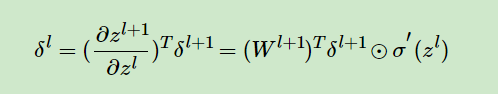 δ^l = (∂z^{l+1}/∂z^l)^T δ^{l+1} = (W^{l+1})^T δ^{l+1} ⊙ σ′(z^l)